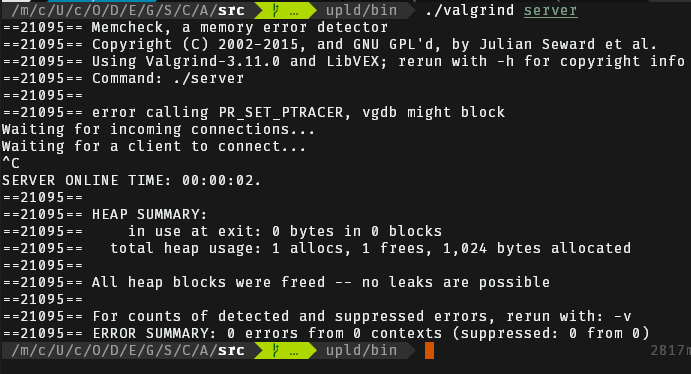 /m/c/U/c/O/D/E/G/S/C/A/src … upld/bin ./valgrind server
==21095== Memcheck, a memory error detector
==21095== Copyright (C) 2002-2015, and GNU GPL'd, by Julian Seward et al.
==21095== Using Valgrind-3.11.0 and LibVEX; rerun with -h for copyright info
==21095== Command: ./server
==21095==
==21095== error calling PR_SET_PTRACER, vgdb might block
Waiting for incoming connections...
Waiting for a client to connect...
^C
SERVER ONLINE TIME: 00:00:02.
==21095==
==21095== HEAP SUMMARY:
==21095==     in use at exit: 0 bytes in 0 blocks
==21095==   total heap usage: 1 allocs, 1 frees, 1,024 bytes allocated
==21095==
==21095== All heap blocks were freed -- no leaks are possible
==21095==
==21095== For counts of detected and suppressed errors, rerun with: -v
==21095== ERROR SUMMARY: 0 errors from 0 contexts (suppressed: 0 from 0)
/m/c/U/c/O/D/E/G/S/C/A/src … upld/bin 2817m